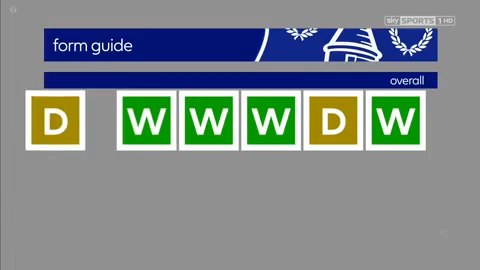 sky SPORTS 1 HD
form guide
overall
D W W W D W